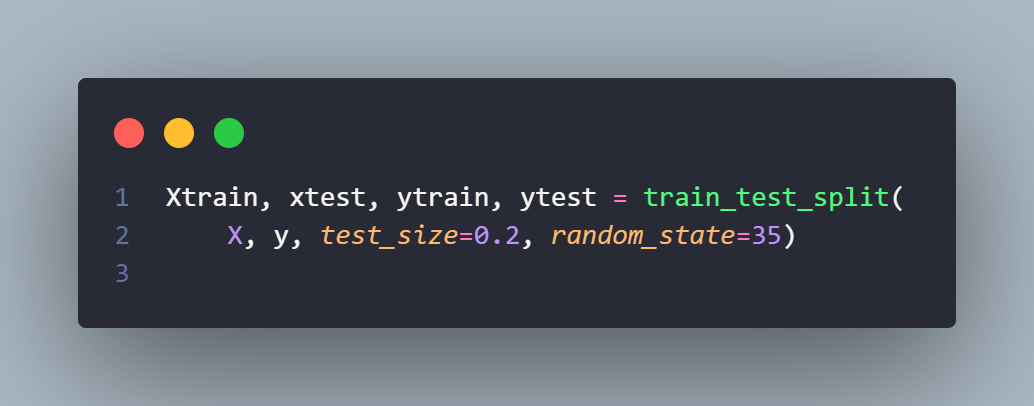 1 Xtrain, xtest, ytrain, ytest = train_test_split(
2     X, y, test_size=0.2, random_state=35)
3